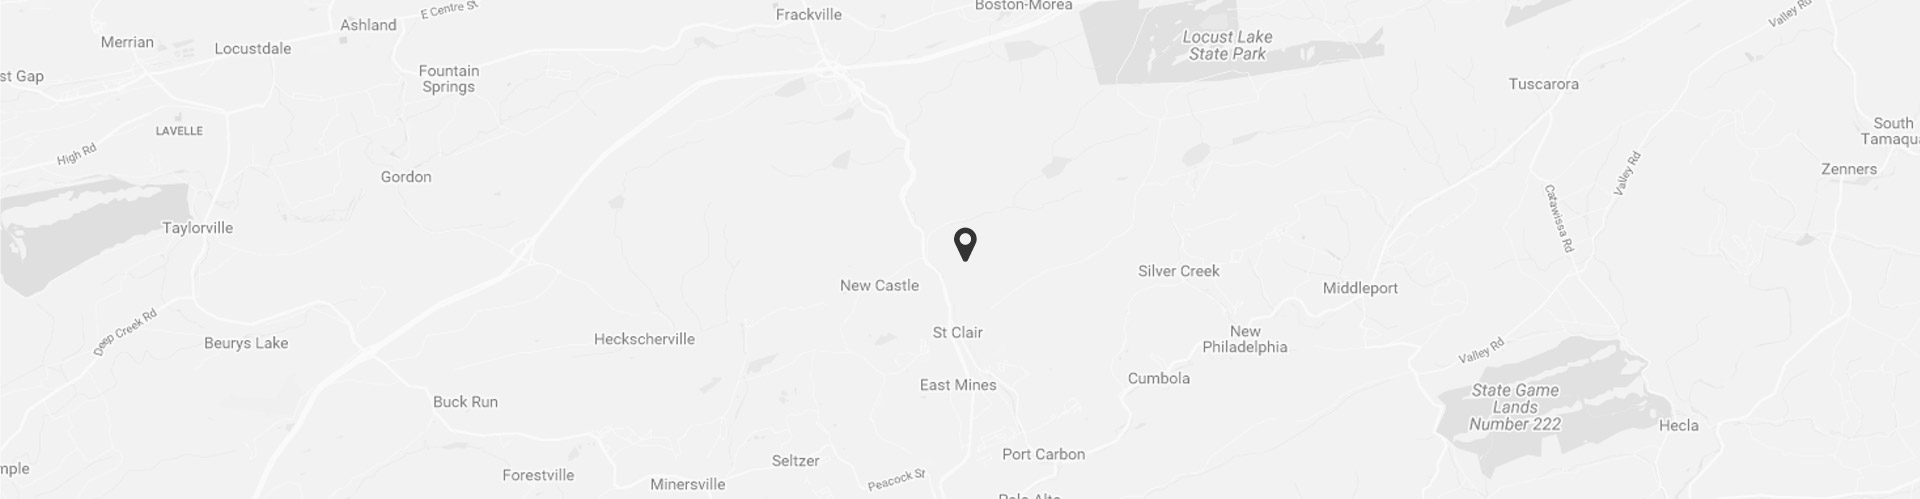 Boston-Morea
E Centre St
Frackville
Valley Rd
Ashland
Merrian
Locustdale
Locust Lake
State Park
st Gap
Fountain
Springs
Tuscarora
LAVELLE
South
Tamaqua
High Rd
Gordon
Valley Rd
Zenners
Taylorville
Catawissa Rd
Silver Creek
New Castle
Middleport
Deep Creek Rd
St Clair
Beurys Lake
Heckscherville
New
Philadelphia
Valley Rd
East Mines
Cumbola
State Game
Lands
Number 222
Buck Run
Hecla
Port Carbon
Seltzer
mple
Forestville
Peacock St
Minersville
Palo Alto